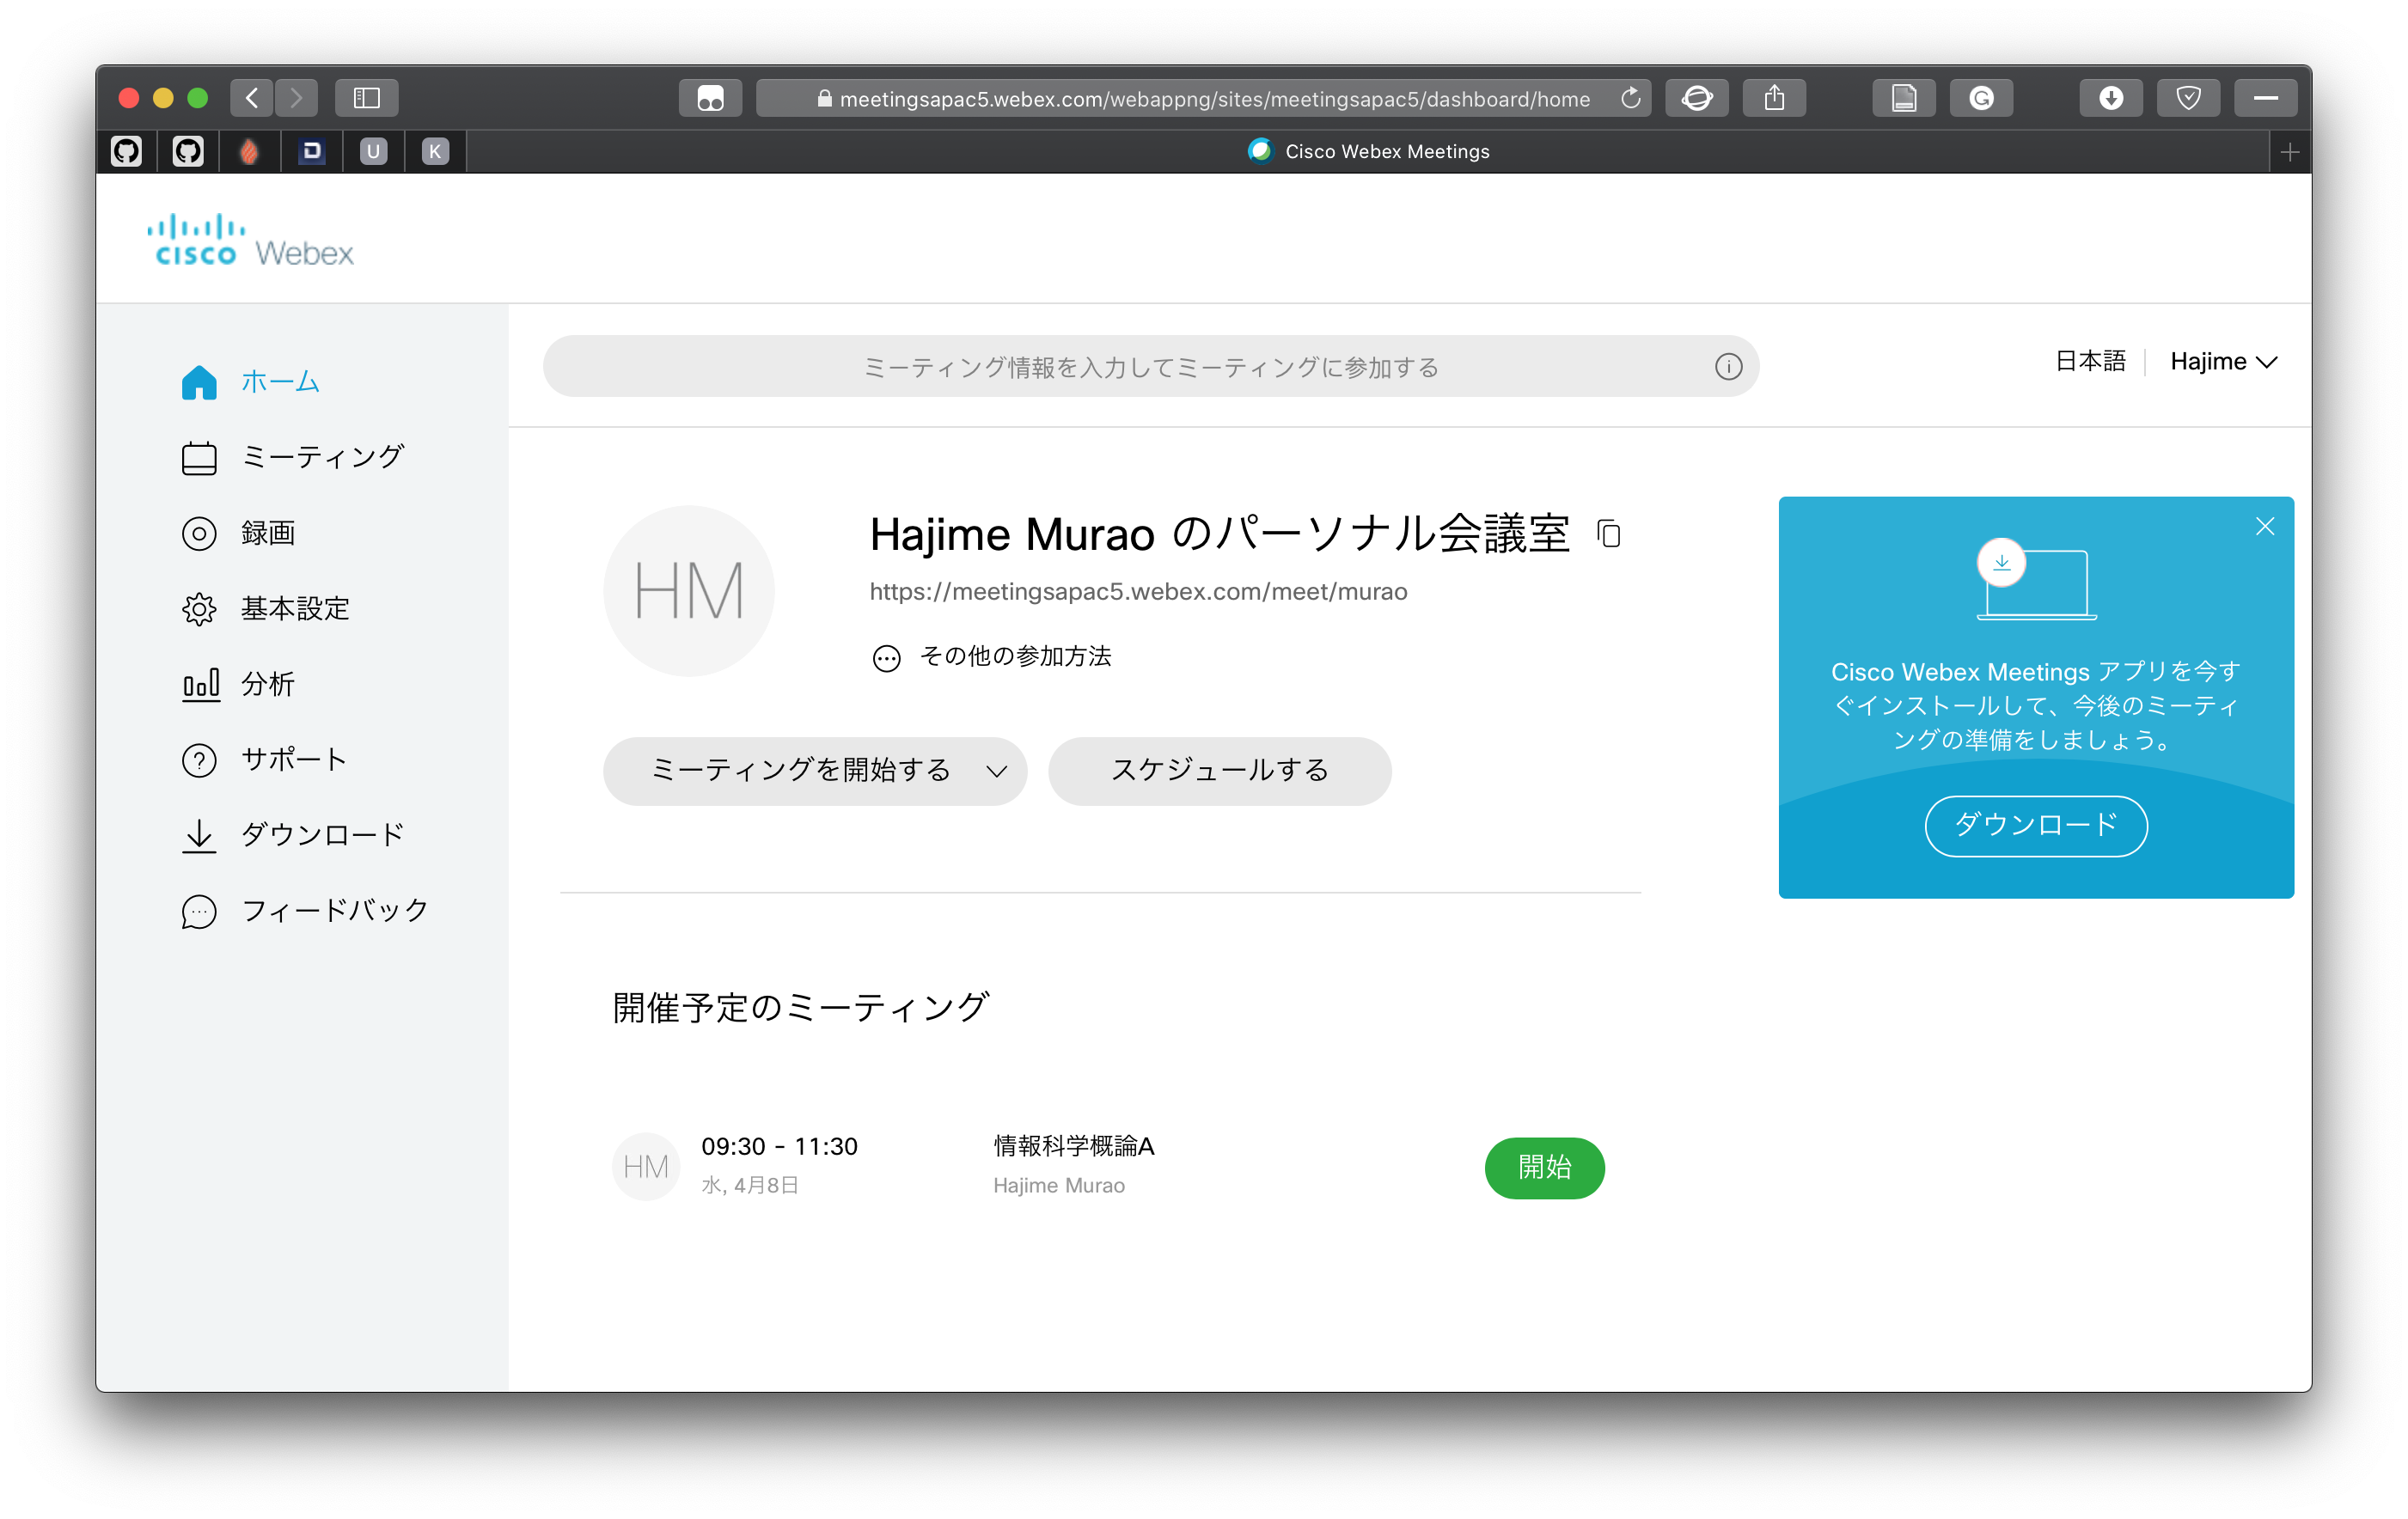 meetingsapac5.webex.com/webappng/sites/meetingsapac5/dashboard/home
G
D
U
K
Cisco Webex Meetings
CISCO Webex
ミーティング情報を入力してミーティングに参加する
日本語
Hajime
ホーム
ミーティング
録画
基本設定
分析
サポート
ダウンロード
フィードバック
HM
Hajime Murao のパーソナル会議室
https://meetingsapac5.webex.com/meet/murao
その他の参加方法
ミーティングを開始する
スケジュールする
Cisco Webex Meetings アプリを今す
ぐインストールして、今後のミーティ
ングの準備をしましょう。
ダウンロード
開催予定のミーティング
HM
09:30 - 11:30
水, 4月8日
情報科学概論A
Hajime Murao
開始